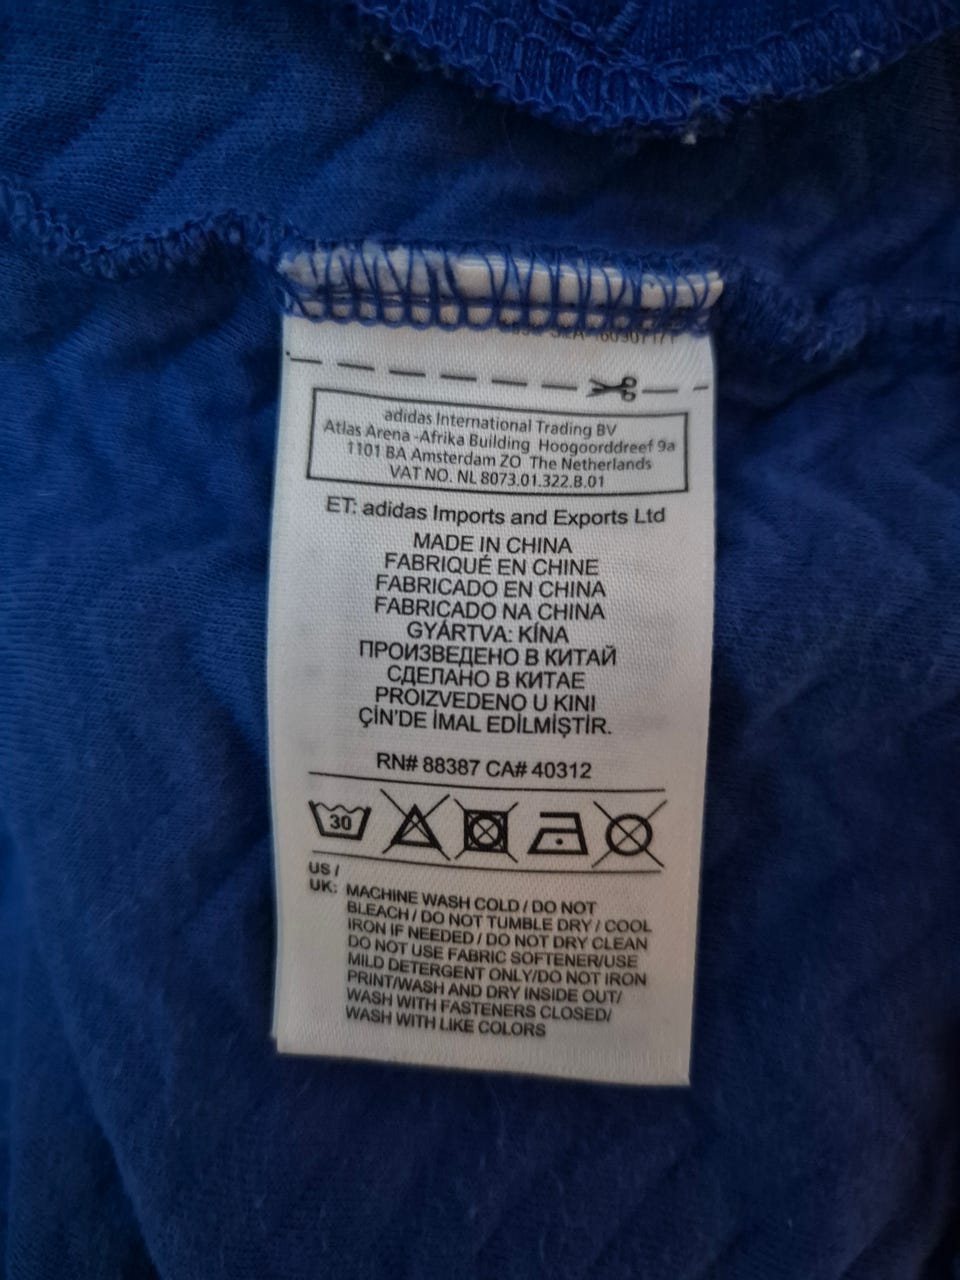 adidas International Trading BV
Atlas Arena -Afrika Building Hoogoorddreef 9a
1101 BA Amsterdam ZO The Netherlands
VAT NO. NL 8073.01.322.B.01
ET: adidas Imports and Exports Ltd
MADE IN CHINA
FABRIQUÉ EN CHINE
FABRICADO EN CHINA
FABRICADO NA CHINA
GYÁRTVA: KÍNA
ПРОИЗВЕДЕНО В КИТАЙ
СДЕЛАНО В КИТАЕ
PROIZVEDENO U KINI
ÇİN'DE İMAL EDİLMİŞTİR.
RN# 88387 CA# 40312
30
US /
UK: MACHINE WASH COLD / DO NOT
BLEACH / DO NOT TUMBLE DRY / COOL
IRON IF NEEDED / DO NOT DRY CLEAN
DO NOT USE FABRIC SOFTENER/USE
MILD DETERGENT ONLY/DO NOT IRON
PRINT/WASH AND DRY INSIDE OUT/
WASH WITH FASTENERS CLOSED/
WASH WITH LIKE COLORS